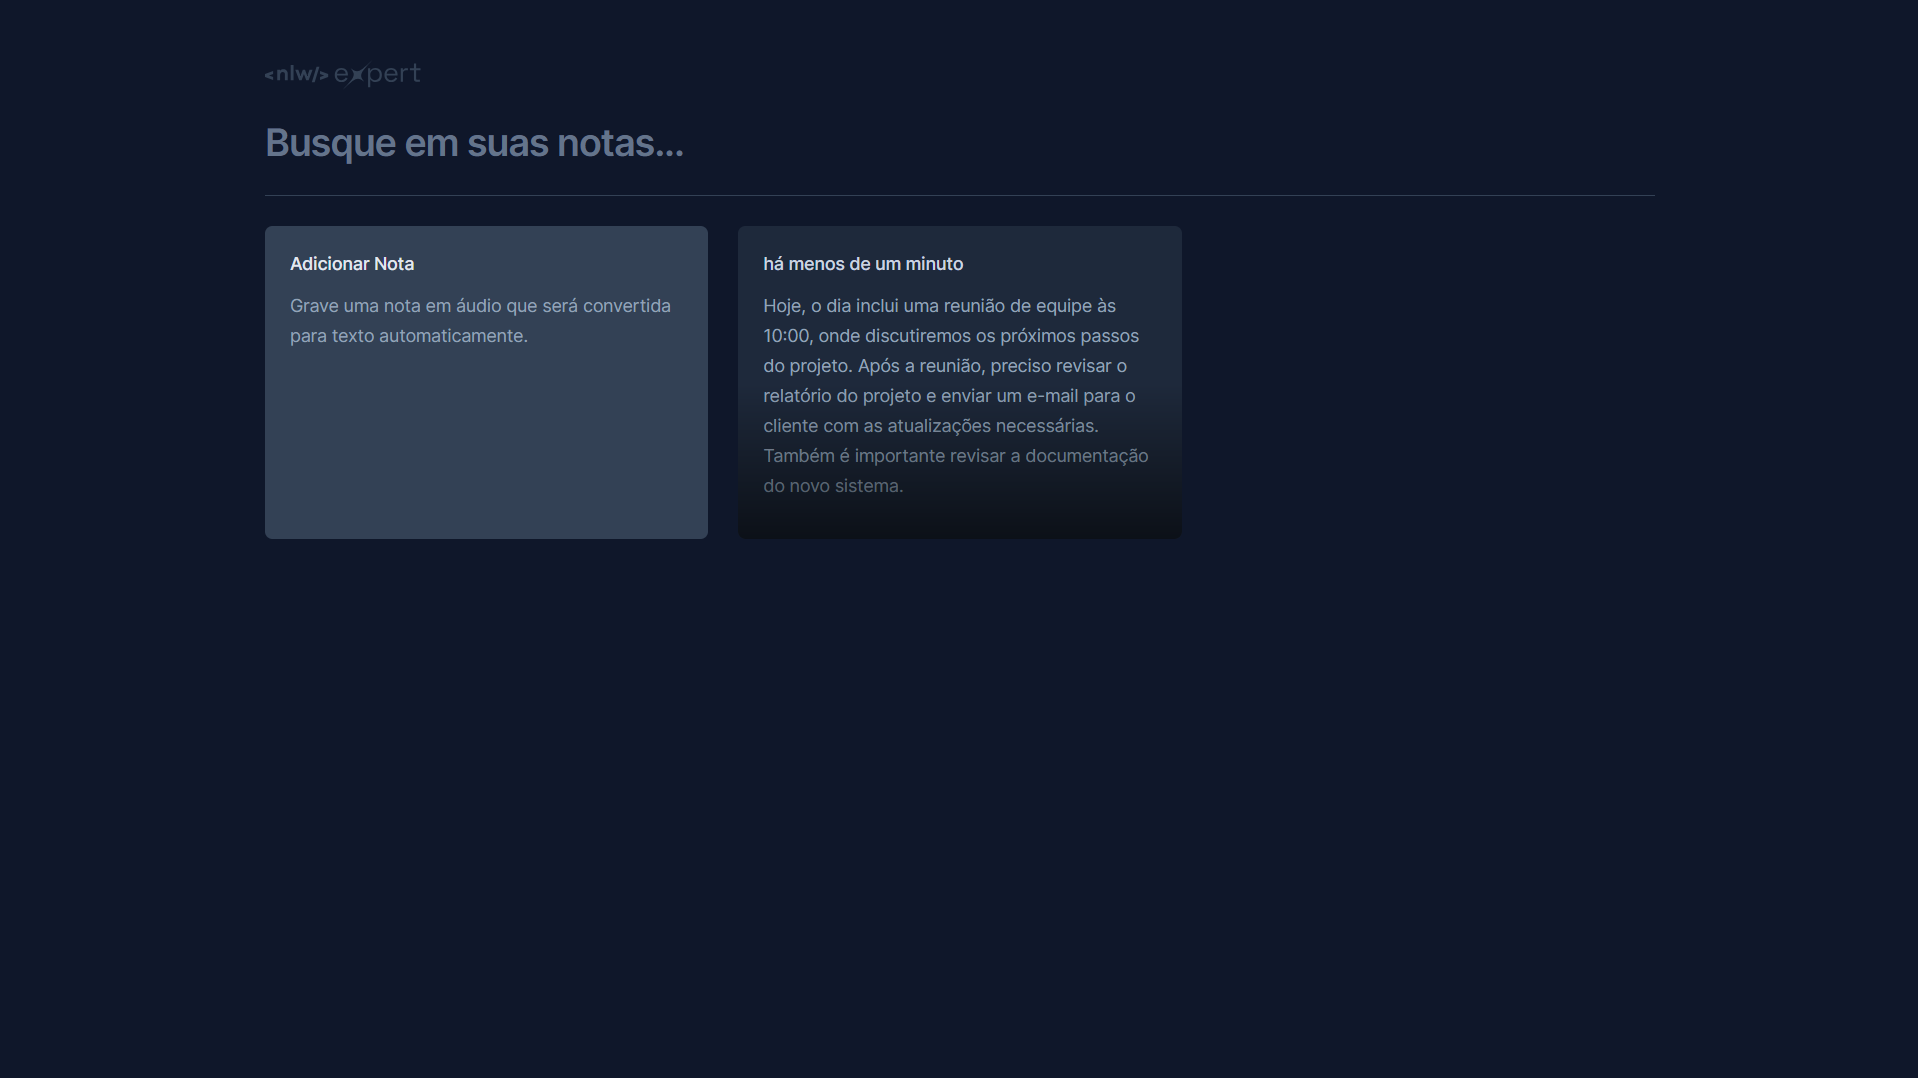 <nlw/> expert
Busque em suas notas...
Adicionar Nota
Grave uma nota em áudio que será convertida
para texto automaticamente.
há menos de um minuto
Hoje, o dia inclui uma reunião de equipe às
10:00, onde discutiremos os próximos passos
do projeto. Após a reunião, preciso revisar o
relatório do projeto e enviar um e-mail para o
cliente com as atualizações necessárias.
Também é importante revisar a documentação
do novo sistema.